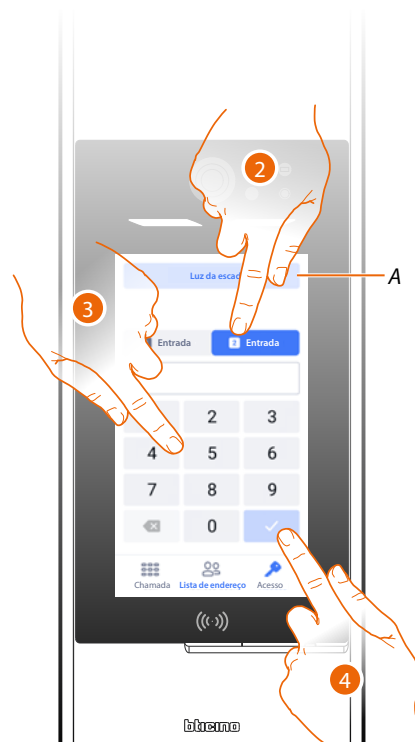 2
Luz da escad
A
3
Entrada
2 Entrada
2 3
4 5 6
7 8 9
0
Chamada Lista de endereço Acesso
4
bticino